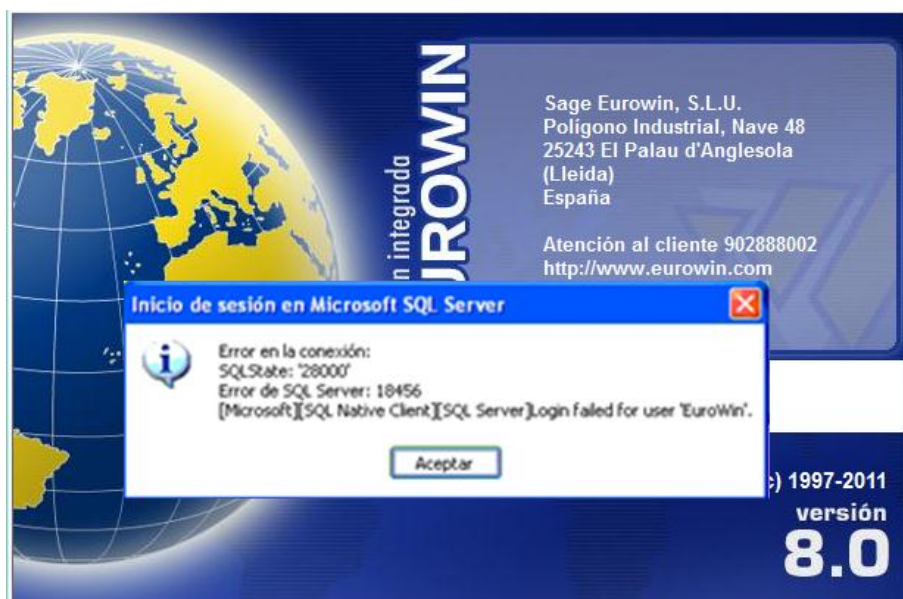 n integrada
UROWIN
Sage Eurowin, S.L.U.
Polígono Industrial, Nave 48
25243 El Palau d'Anglesola
(Lleida)
España
Atención al cliente 902888002
http://www.eurowin.com
Inicio de sesión en Microsoft SQL Server
Error en la conexión:
SQLState: '28000'
Error de SQL Server: 18456
[Microsoft][SQL Native Client][SQL Server]Login failed for user 'EuroWin'.
Aceptar
c) 1997-2011
versión
8.0